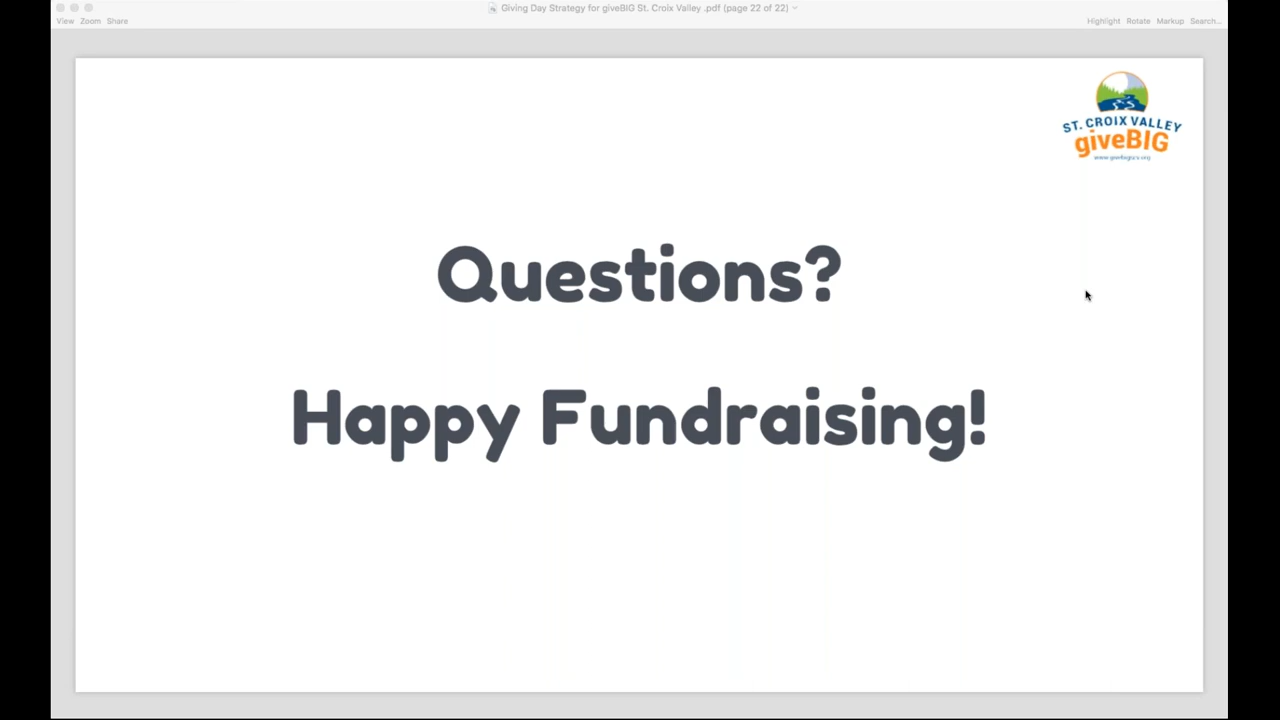 Giving Day Strategy for giveBIG St. Croix Valley .pdf (page 22 of 22)
View Zoom Share
Highlight Rotate Markup Search...
ST. CROIX VALLEY
giveBIG
Questions?
Happy Fundraising!